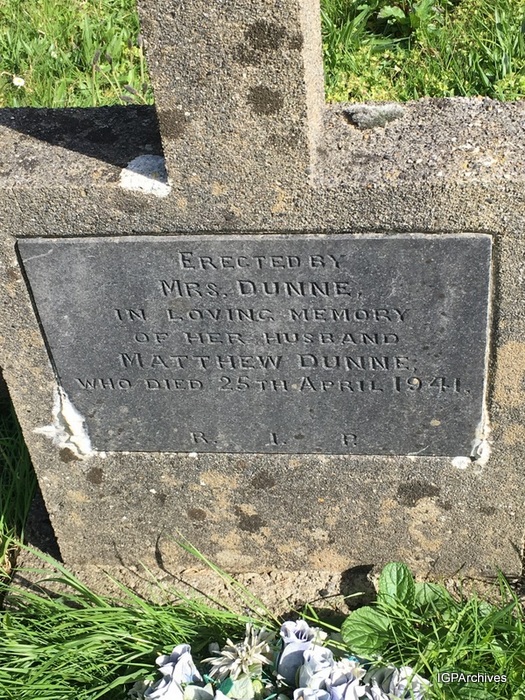 ERECTED BY
MRS. DUNNE,
IN LOVING MEMORY
OF HER HUSBAND
MATTHEW DUNNE,
WHO DIED 25TH APRIL 1941.
R. I. P.
IGPArchives